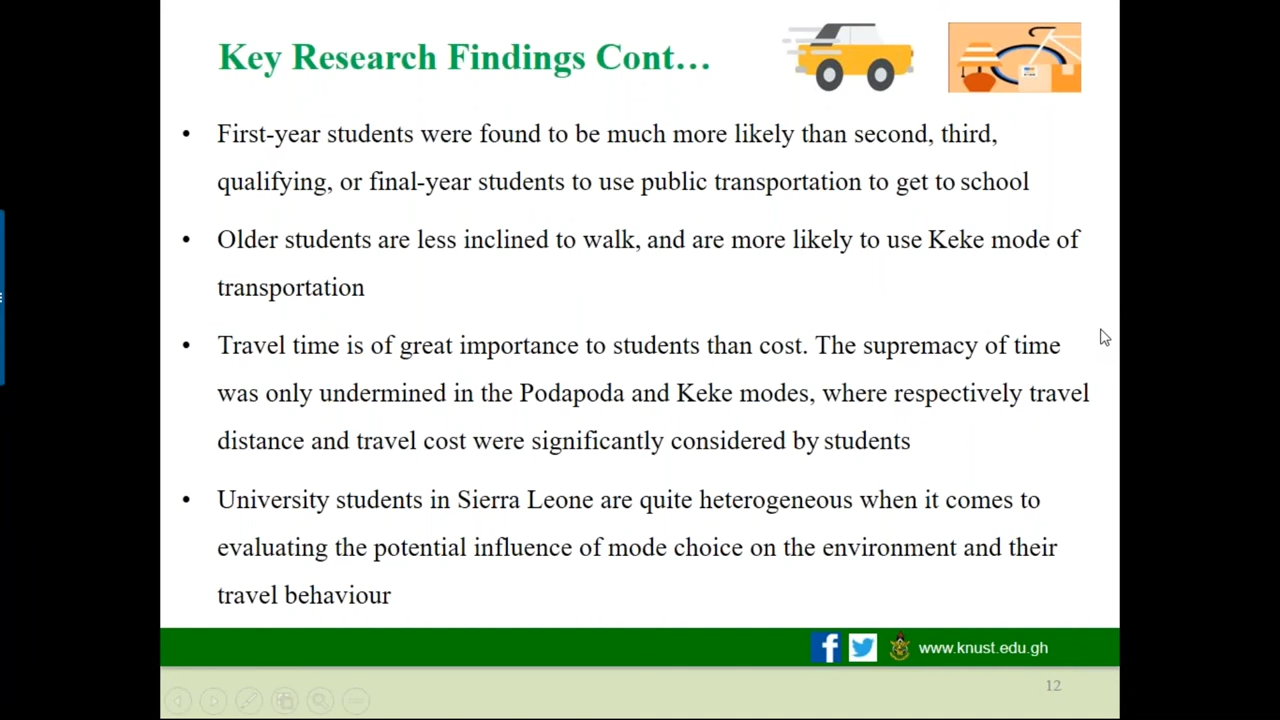 Key Research Findings Cont…
• First-year students were found to be much more likely than second, third,
qualifying, or final-year students to use public transportation to get to school
• Older students are less inclined to walk, and are more likely to use Keke mode of
transportation
• Travel time is of great importance to students than cost. The supremacy of time
was only undermined in the Podapoda and Keke modes, where respectively travel
distance and travel cost were significantly considered by students
• University students in Sierra Leone are quite heterogeneous when it comes to
evaluating the potential influence of mode choice on the environment and their
travel behaviour
www.knust.edu.gh
12